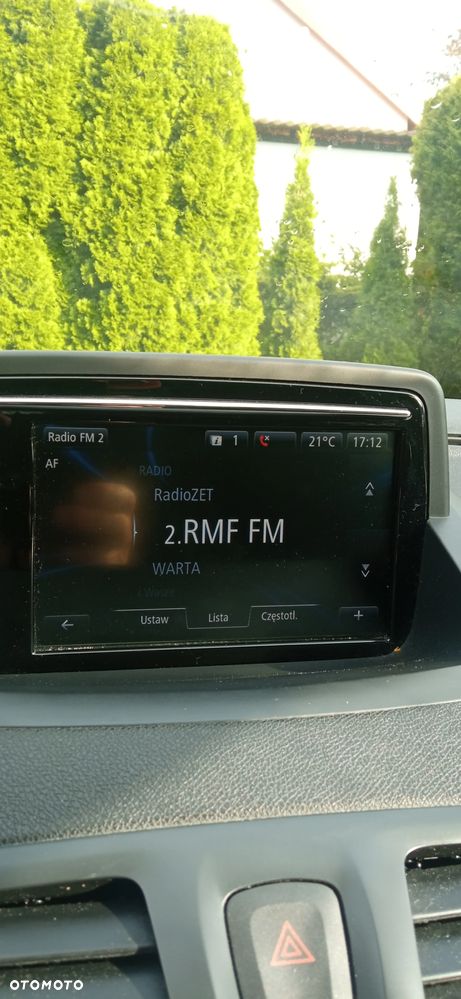 Radio FM 2
i 1
21°C
17:12
AF
RADIO
RadioZET
2.RMF FM
WARTA
Ustaw
Lista
Częstotl.
OTOMOTO